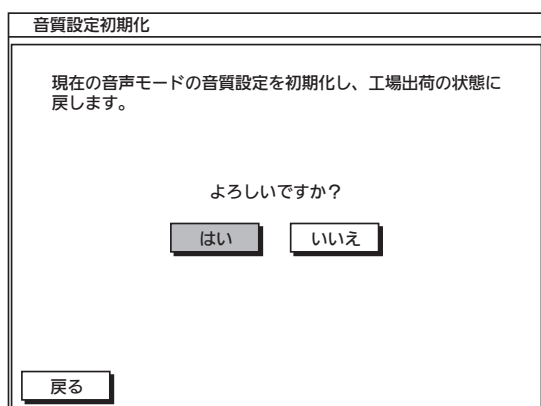 音質設定初期化
現在の音声モードの音質設定を初期化し、工場出荷の状態に
戻します。
よろしいですか？
はい
いいえ
戻る